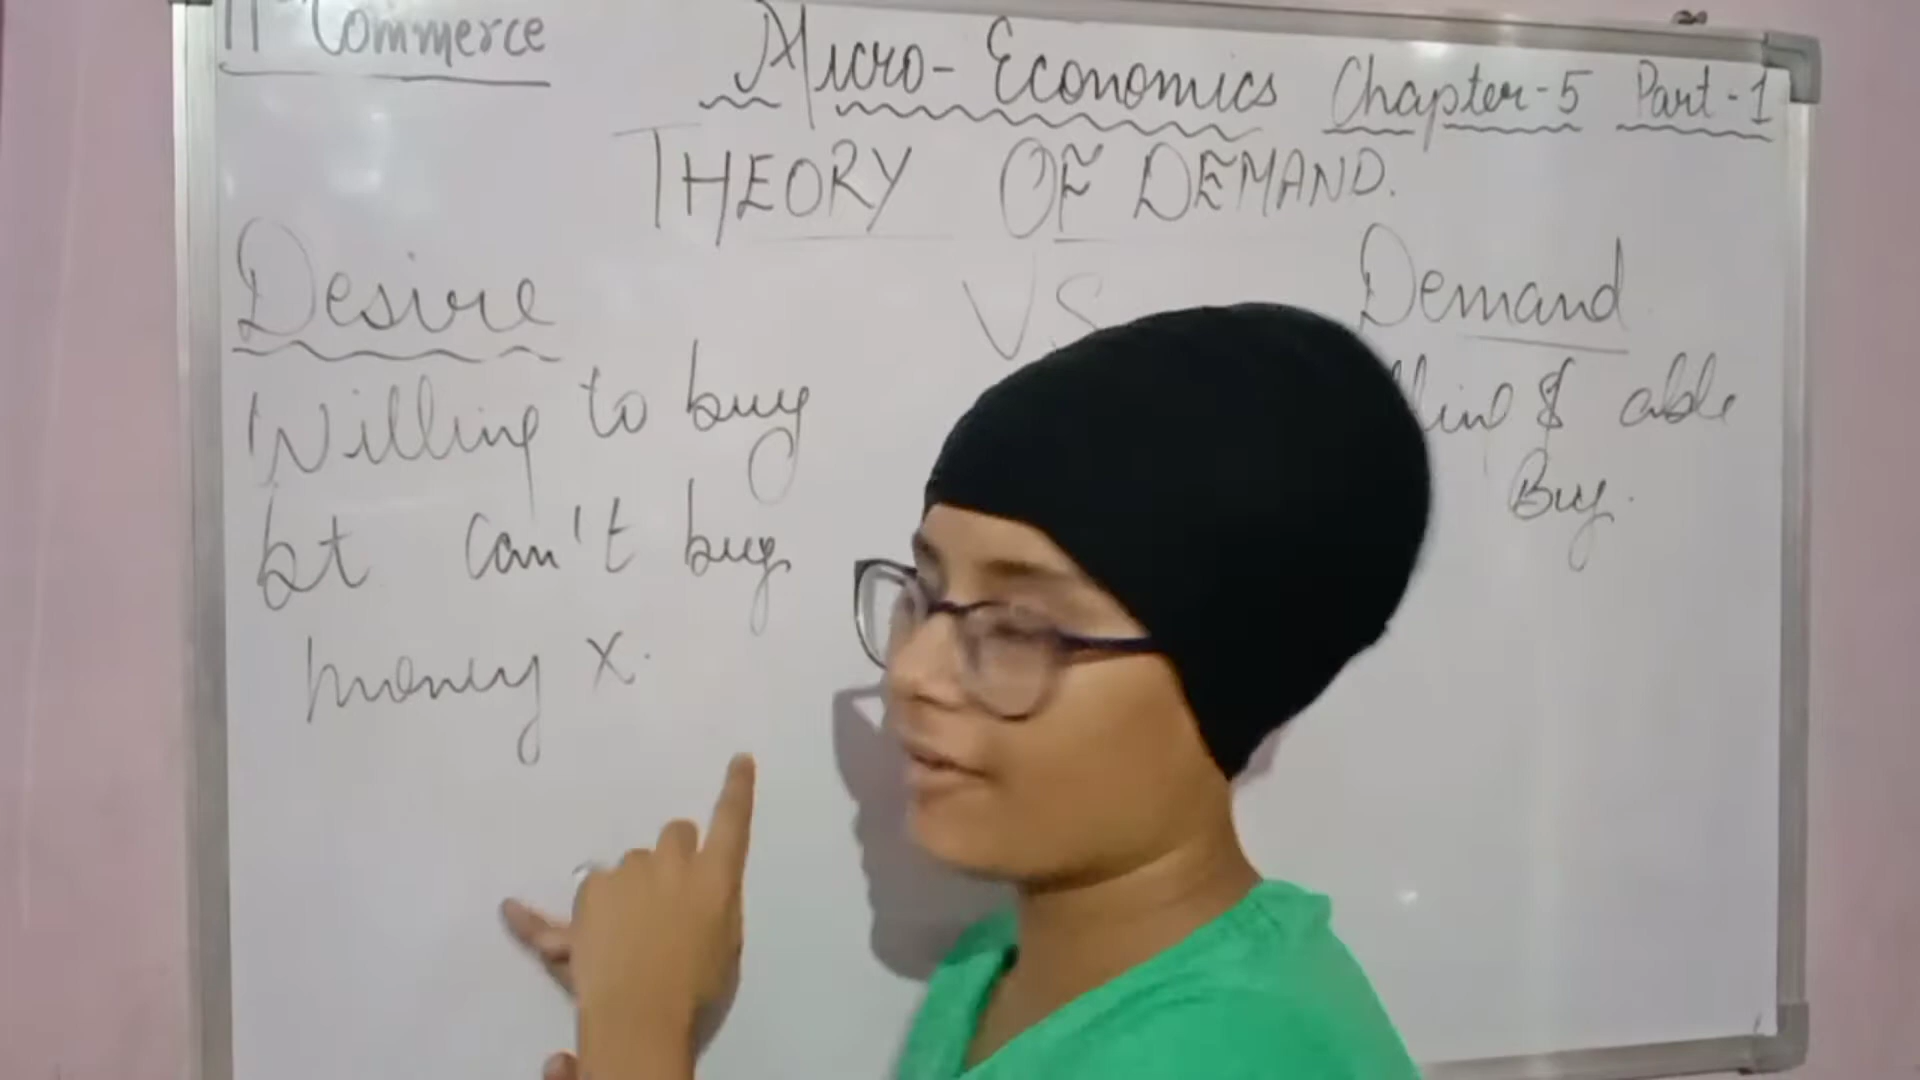 11th Commerce
Micro-Economics Chapter-5 Part-1
THEORY OF DEMAND.
Desire VS Demand
Willing to buy
bt can't buy
money X.
& able
Buy.